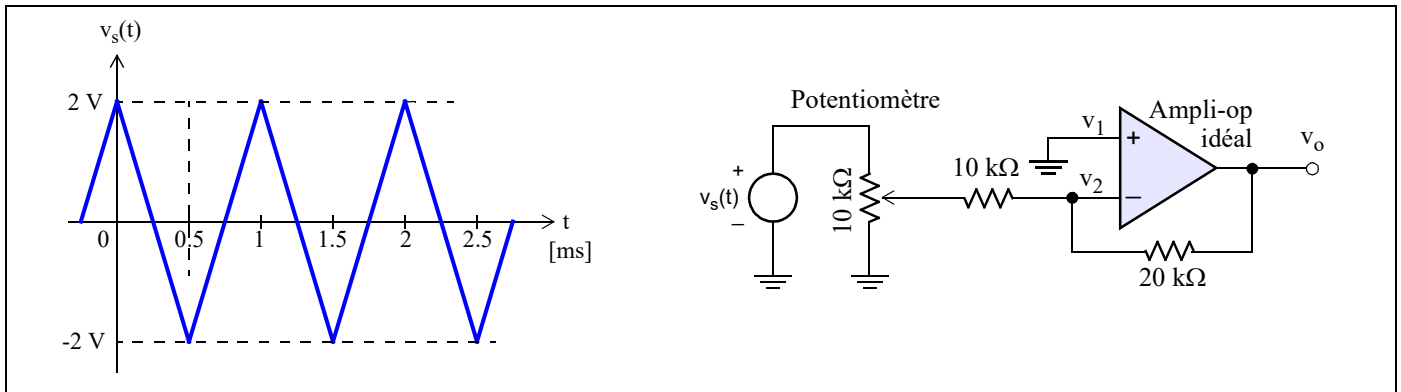 vs(t)
2 V
0
0.5
1
1.5
2
2.5
t
[ms]
-2 V
Potentiomètre
+
vs(t)
–
10 kΩ
10 kΩ
v1
v2
+
–
Ampli-op
idéal
vo
20 kΩ